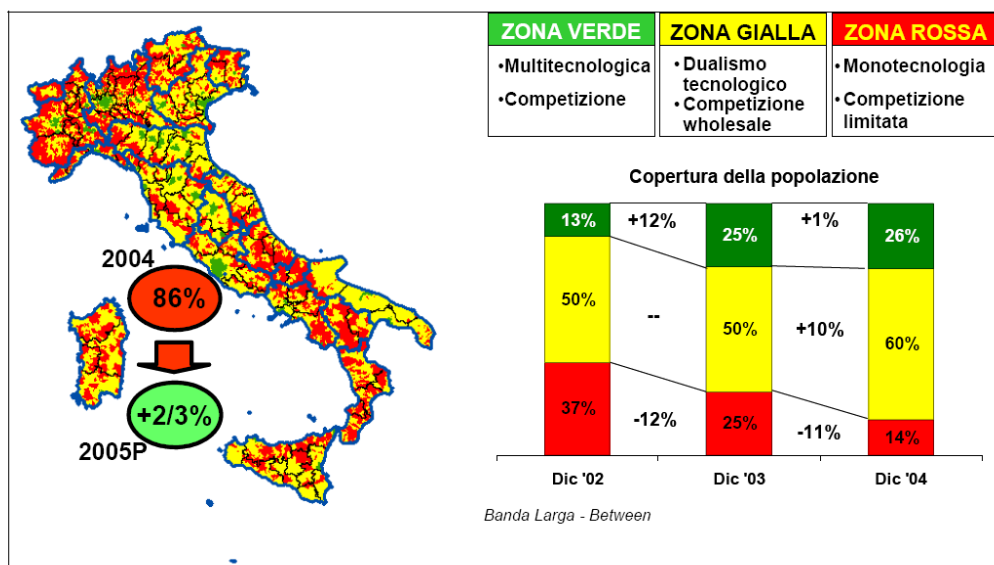 ZONA VERDE
•Multitecnologica
•Competizione
ZONA GIALLA
• Dualismo
tecnologico
• Competizione
wholesale
ZONA ROSSA
•Monotecnologia
•Competizione
limitata
2004
86%
+2/3%
2005P
Copertura della popolazione
13%
+12%
25%
+1%
26%
50%
--
50%
+10%
60%
37%
-12%
25%
-11%
14%
Dic '02
Dic '03
Dic '04
Banda Larga - Between